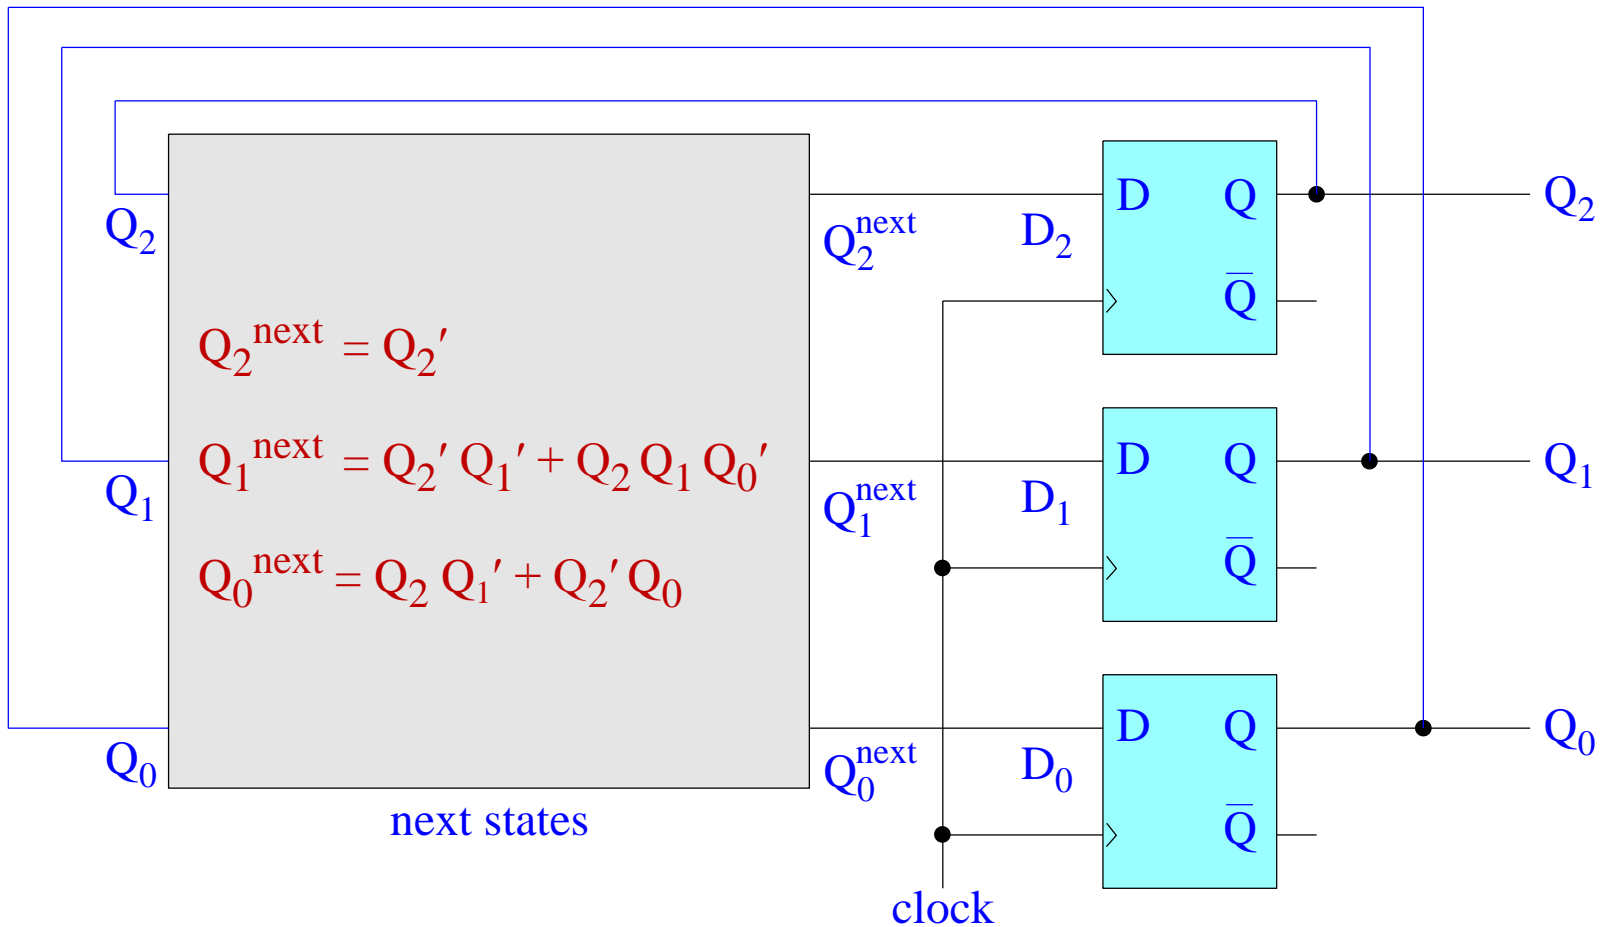 D Q Q₂
Q₂ Q₂ⁿᵉˣᵗ D₂
Q̅
Q₂ⁿᵉˣᵗ = Q₂′
Q₁ⁿᵉˣᵗ = Q₂′ Q₁′ + Q₂ Q₁ Q₀′ D Q Q₁
Q₁ Q₁ⁿᵉˣᵗ D₁
Q̅
Q₀ⁿᵉˣᵗ = Q₂ Q₁′ + Q₂′ Q₀
D Q Q₀
Q₀ Q₀ⁿᵉˣᵗ D₀
next states Q̅
clock